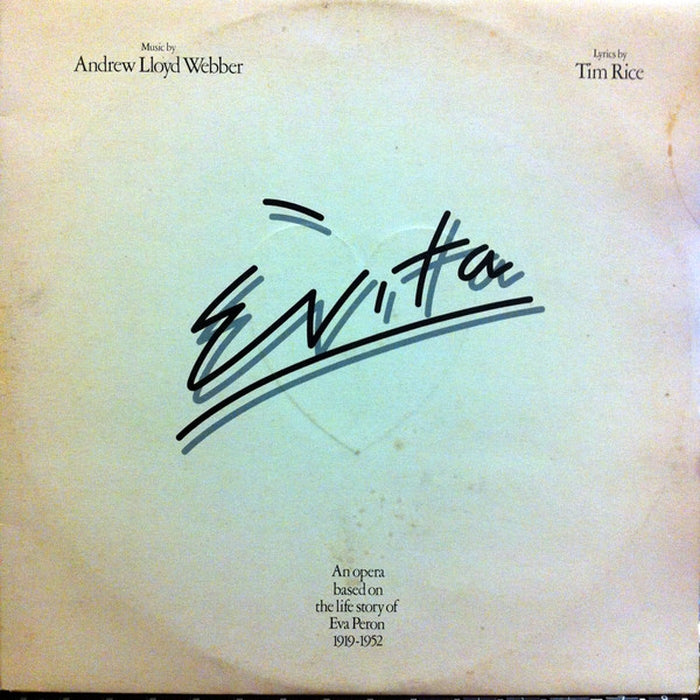 Music by
Andrew Lloyd Webber
Lyrics by
Tim Rice
Evita
An opera
based on
the life story of
Eva Peron
1919-1952